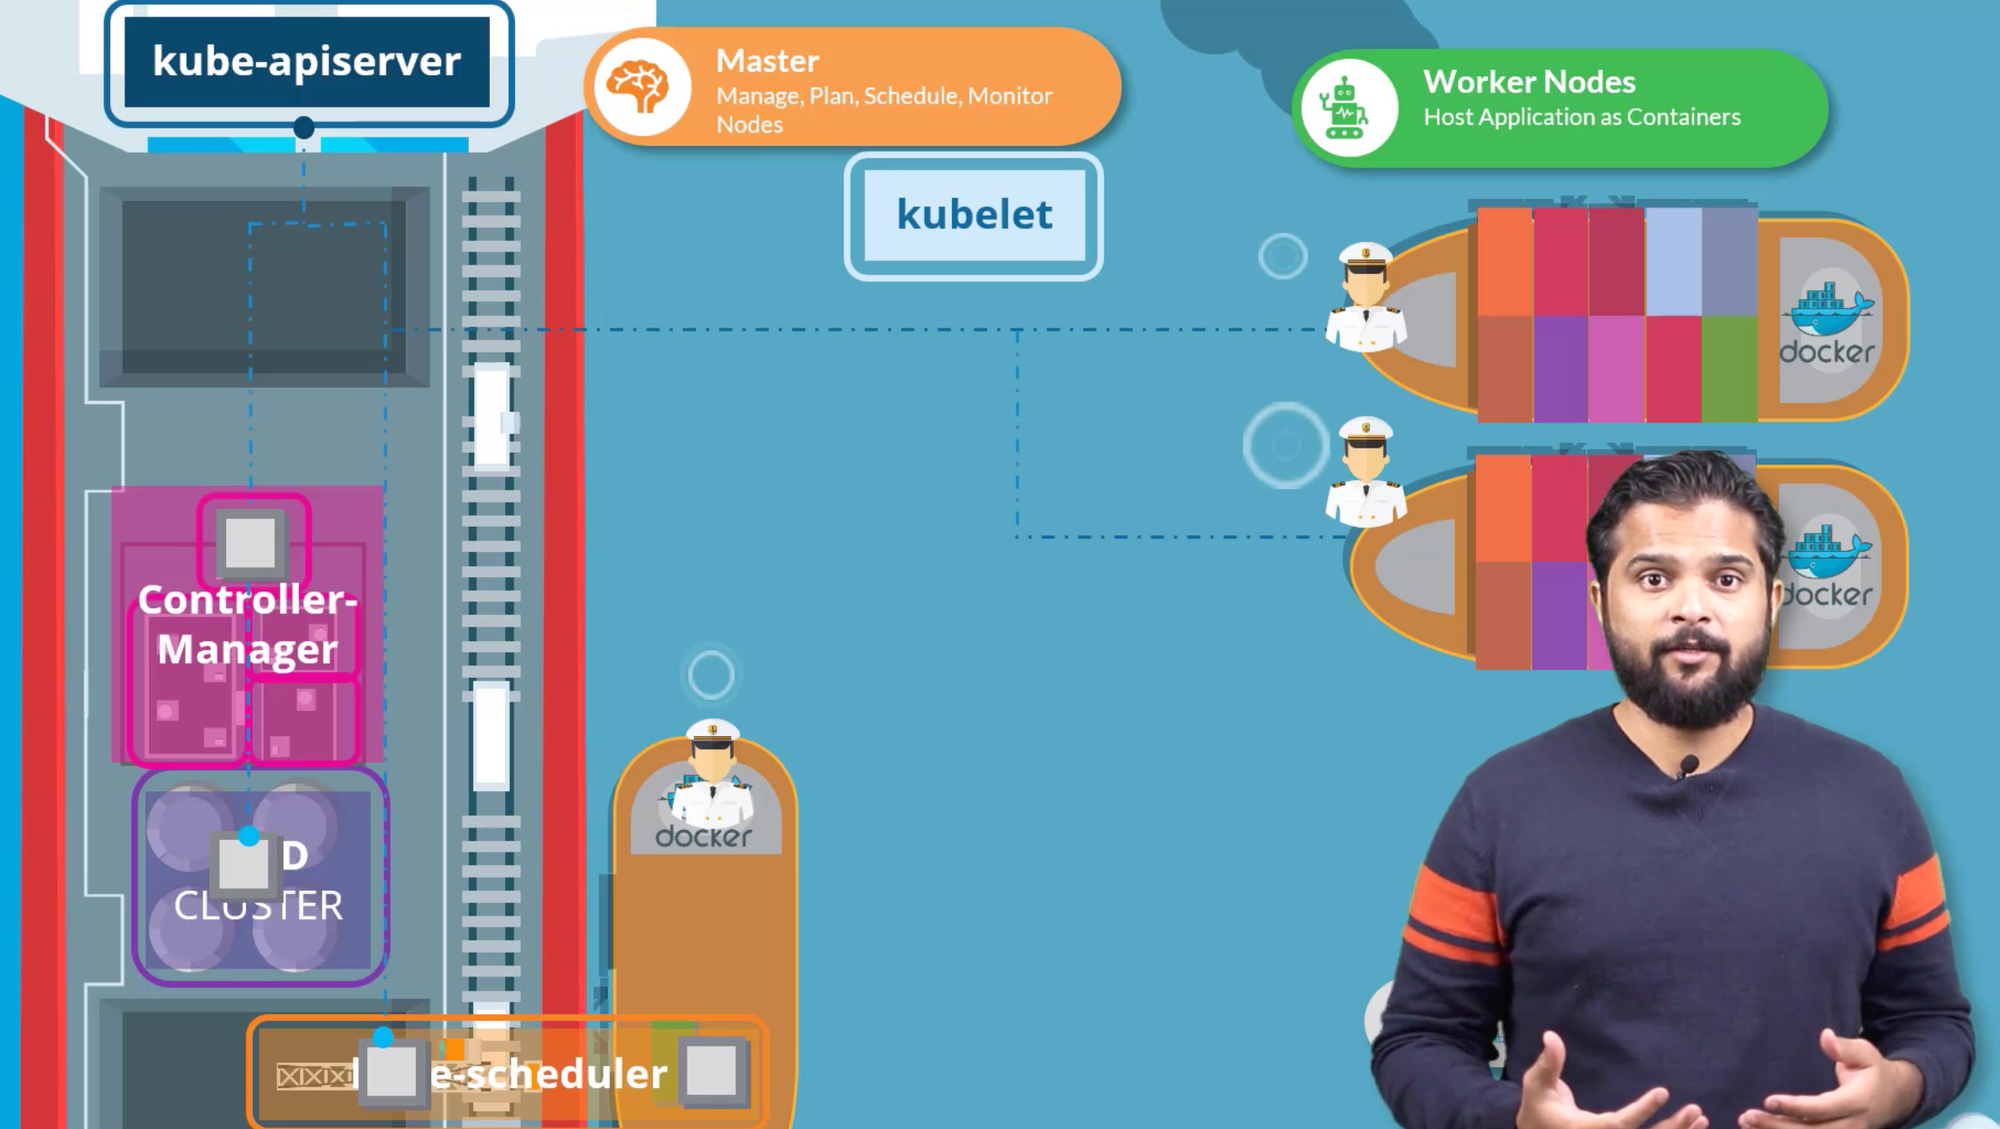 kube-apiserver
Master
Manage, Plan, Schedule, Monitor
Nodes
Worker Nodes
Host Application as Containers
kubelet
docker
docker
Controller-
Manager
D
CLUSTER
docker
e-scheduler